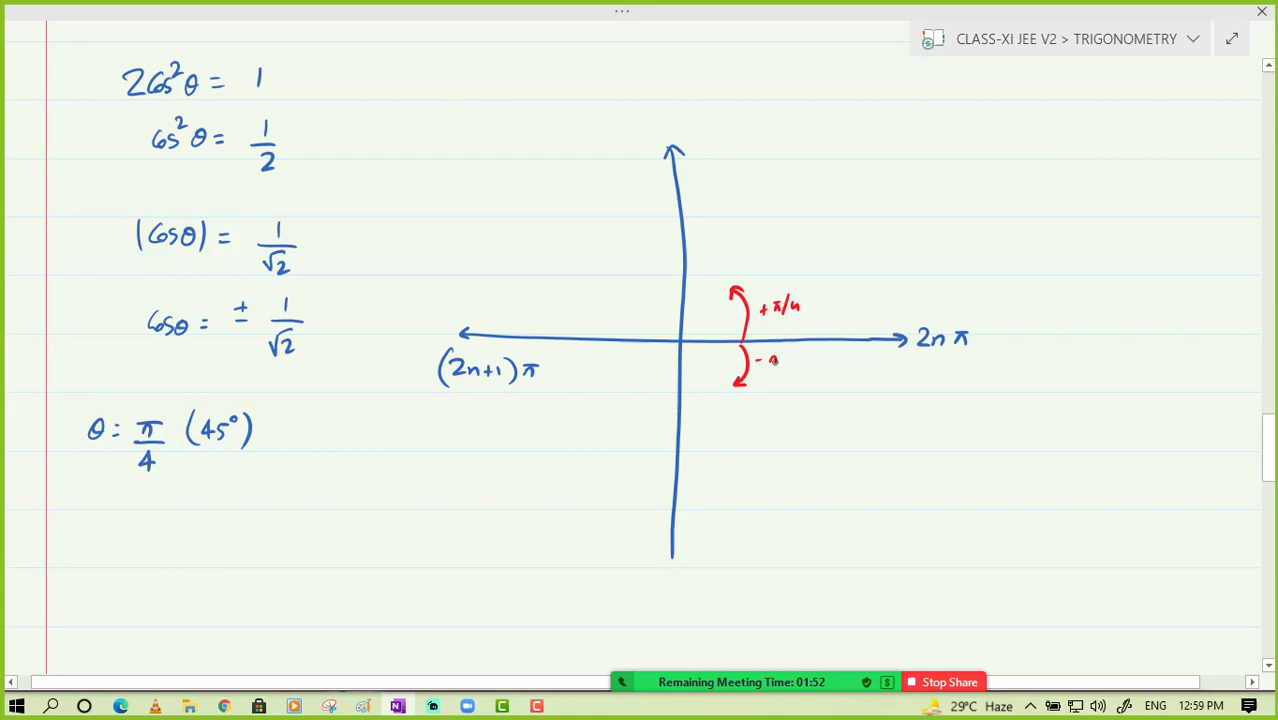 CLASS-XI JEE V2 > TRIGONOMETRY
2cos²θ = 1
cos²θ = 1/2
(cosθ) = 1/√2
cosθ = ± 1/√2
θ = π/4 (45°)
+π/4
-
2nπ
(2n+1)π
Remaining Meeting Time: 01:52
Stop Share
29°C Haze
ENG
12:59 PM